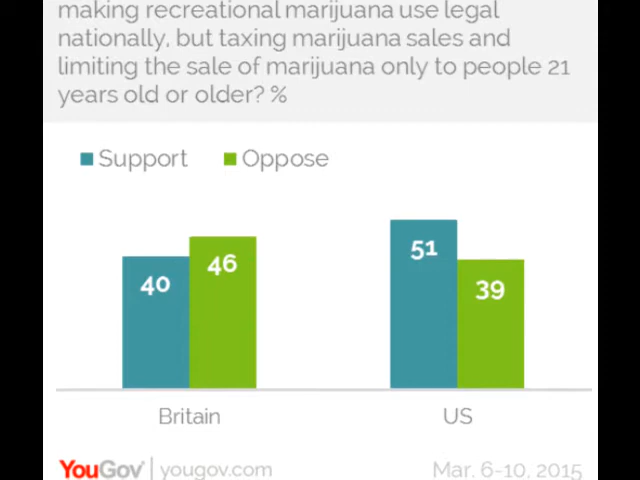 making recreational marijuana use legal
nationally, but taxing marijuana sales and
limiting the sale of marijuana only to people 21
years old or older? %
Support Oppose
40 46 51 39
Britain US
YouGov | yougov.com Mar. 6-10, 2015